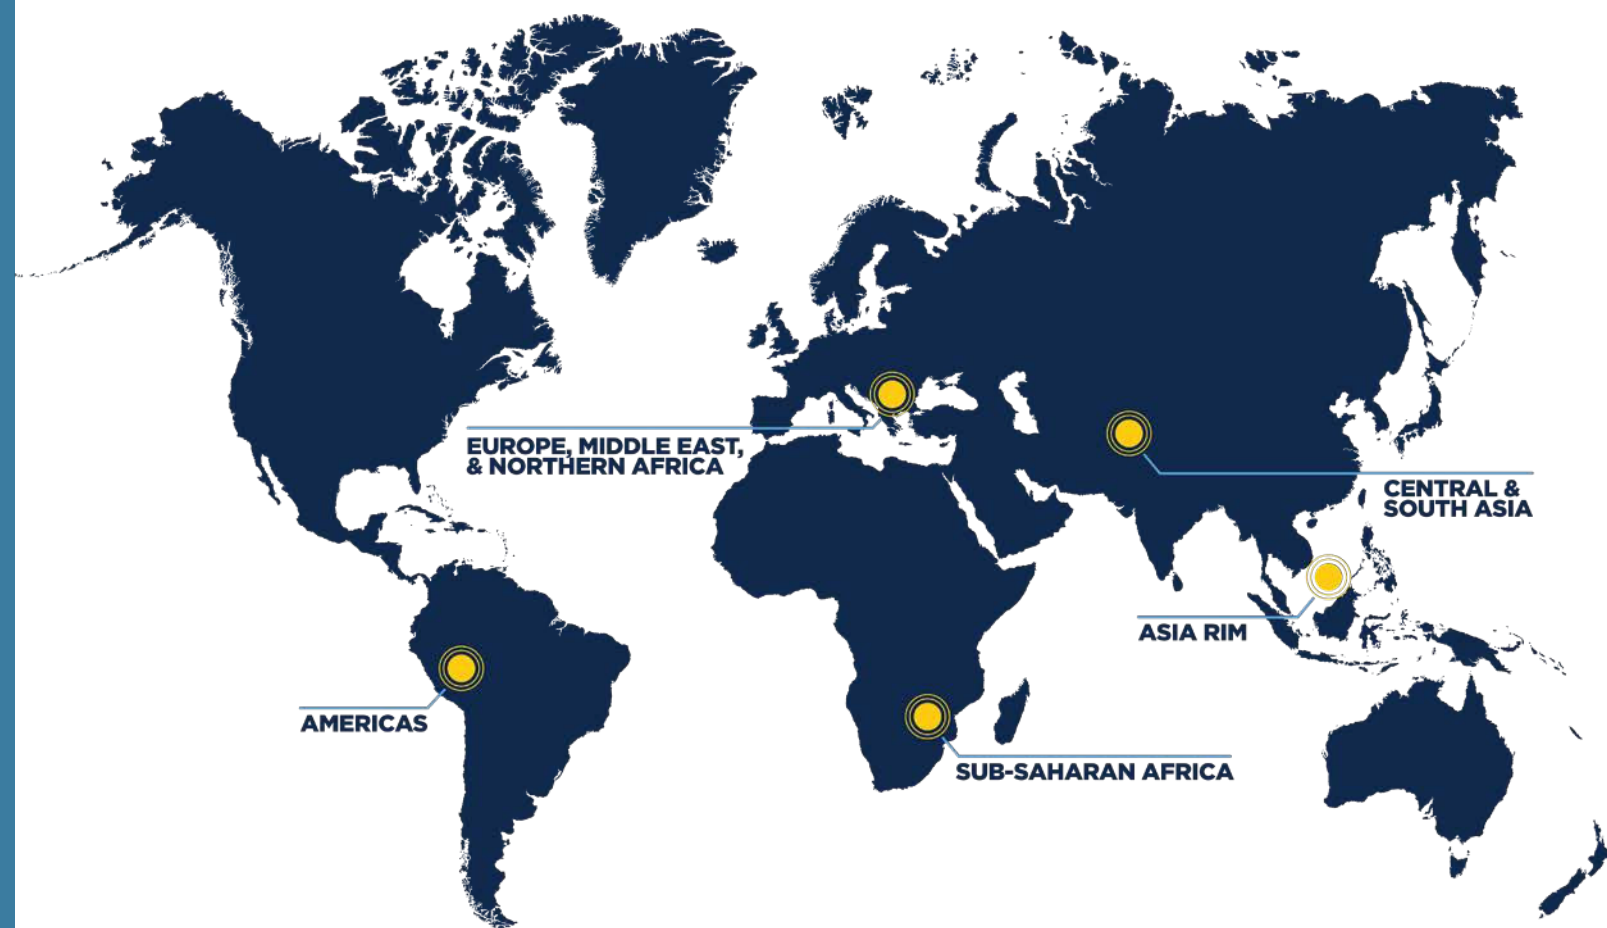 EUROPE, MIDDLE EAST,
& NORTHERN AFRICA
CENTRAL &
SOUTH ASIA
ASIA RIM
AMERICAS
SUB-SAHARAN AFRICA